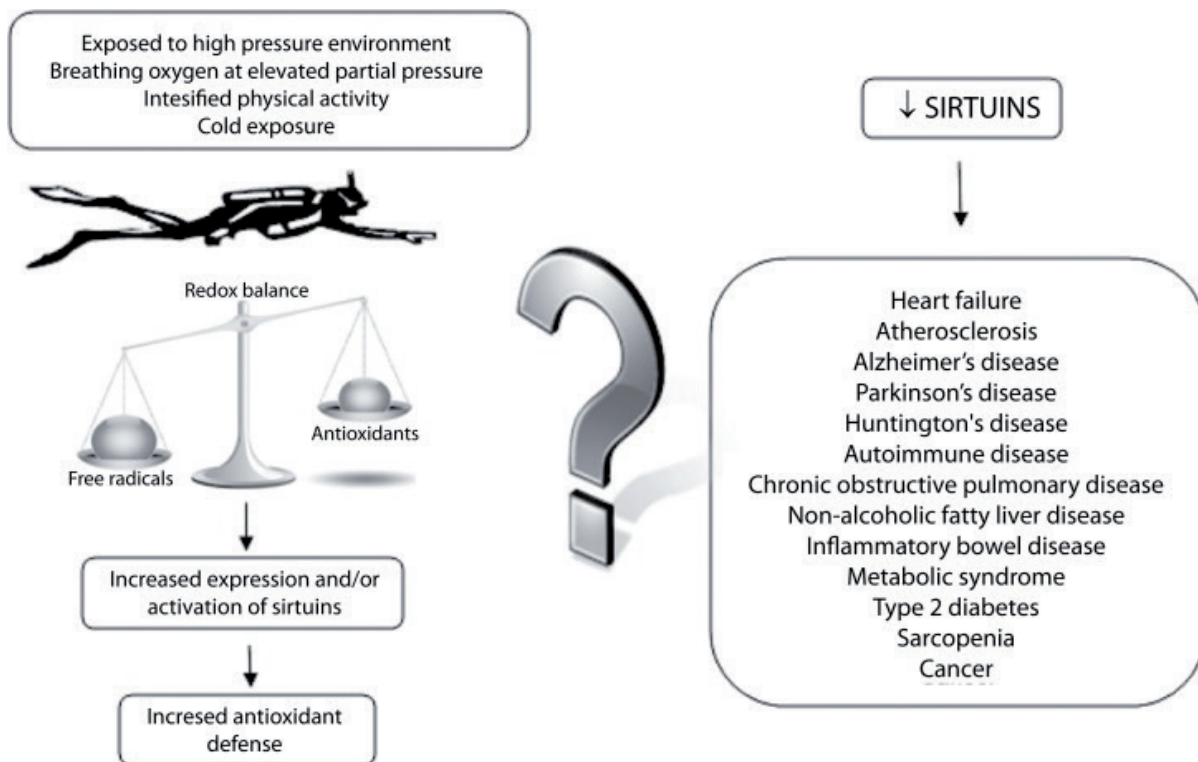 Exposed to high pressure environment
Breathing oxygen at elevated partial pressure
Intesified physical activity
Cold exposure
Redox balance
Antioxidants
Free radicals
Increased expression and/or
activation of sirtuins
Incresed antioxidant
defense
?
↓ SIRTUINS
Heart failure
Atherosclerosis
Alzheimer’s disease
Parkinson’s disease
Huntington's disease
Autoimmune disease
Chronic obstructive pulmonary disease
Non-alcoholic fatty liver disease
Inflammatory bowel disease
Metabolic syndrome
Type 2 diabetes
Sarcopenia
Cancer